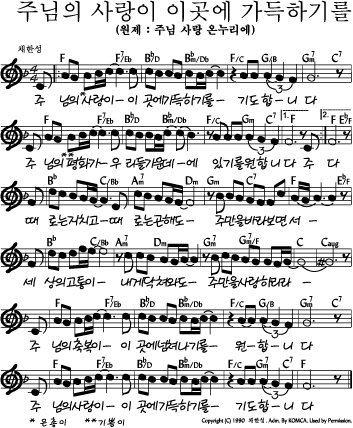 주님의 사랑이 이곳에 가득하기를
(원제 : 주님 사랑 온누리에)
채한성
F F7/Eb Bb/D Bbm/Db F/C G/B Gm7 C7
주 님의*사랑이-이 곳에가득하기를- 기도합-니 다
F F7/Eb Bb/D Bbm/Db F/C Gm7 C7 1.F 2.F Eb/F
주 님의**평화가-우 리들가운데-에 있기를원합니다 주 다
Bb C/Bb Am7 Dm Gm7 C7 F Eb/F
때 로는거치고-때 로는곤해도- 주만을바라보면서-
Bb C/Bb Am7 Dm Gm7 Gm7/F C Caug
세 상의고통이- 내게닥쳐와도- 주만을사랑하리라-
F F7/Eb Bb/D Bbm/Db F/C Gm7 C7
주 님의축복이- 이 곳에넘쳐나기를- 원-합니 다
F F7/Eb Bb/D Bbm/Db F/C Gm7 C7 F
주 님의사랑이-이 곳에가득하기를- 기도합-니 다
* 은총이 **기쁨이 Copyright (C) 1990 채한성. Adm. By KOMCA. Used by Permission.